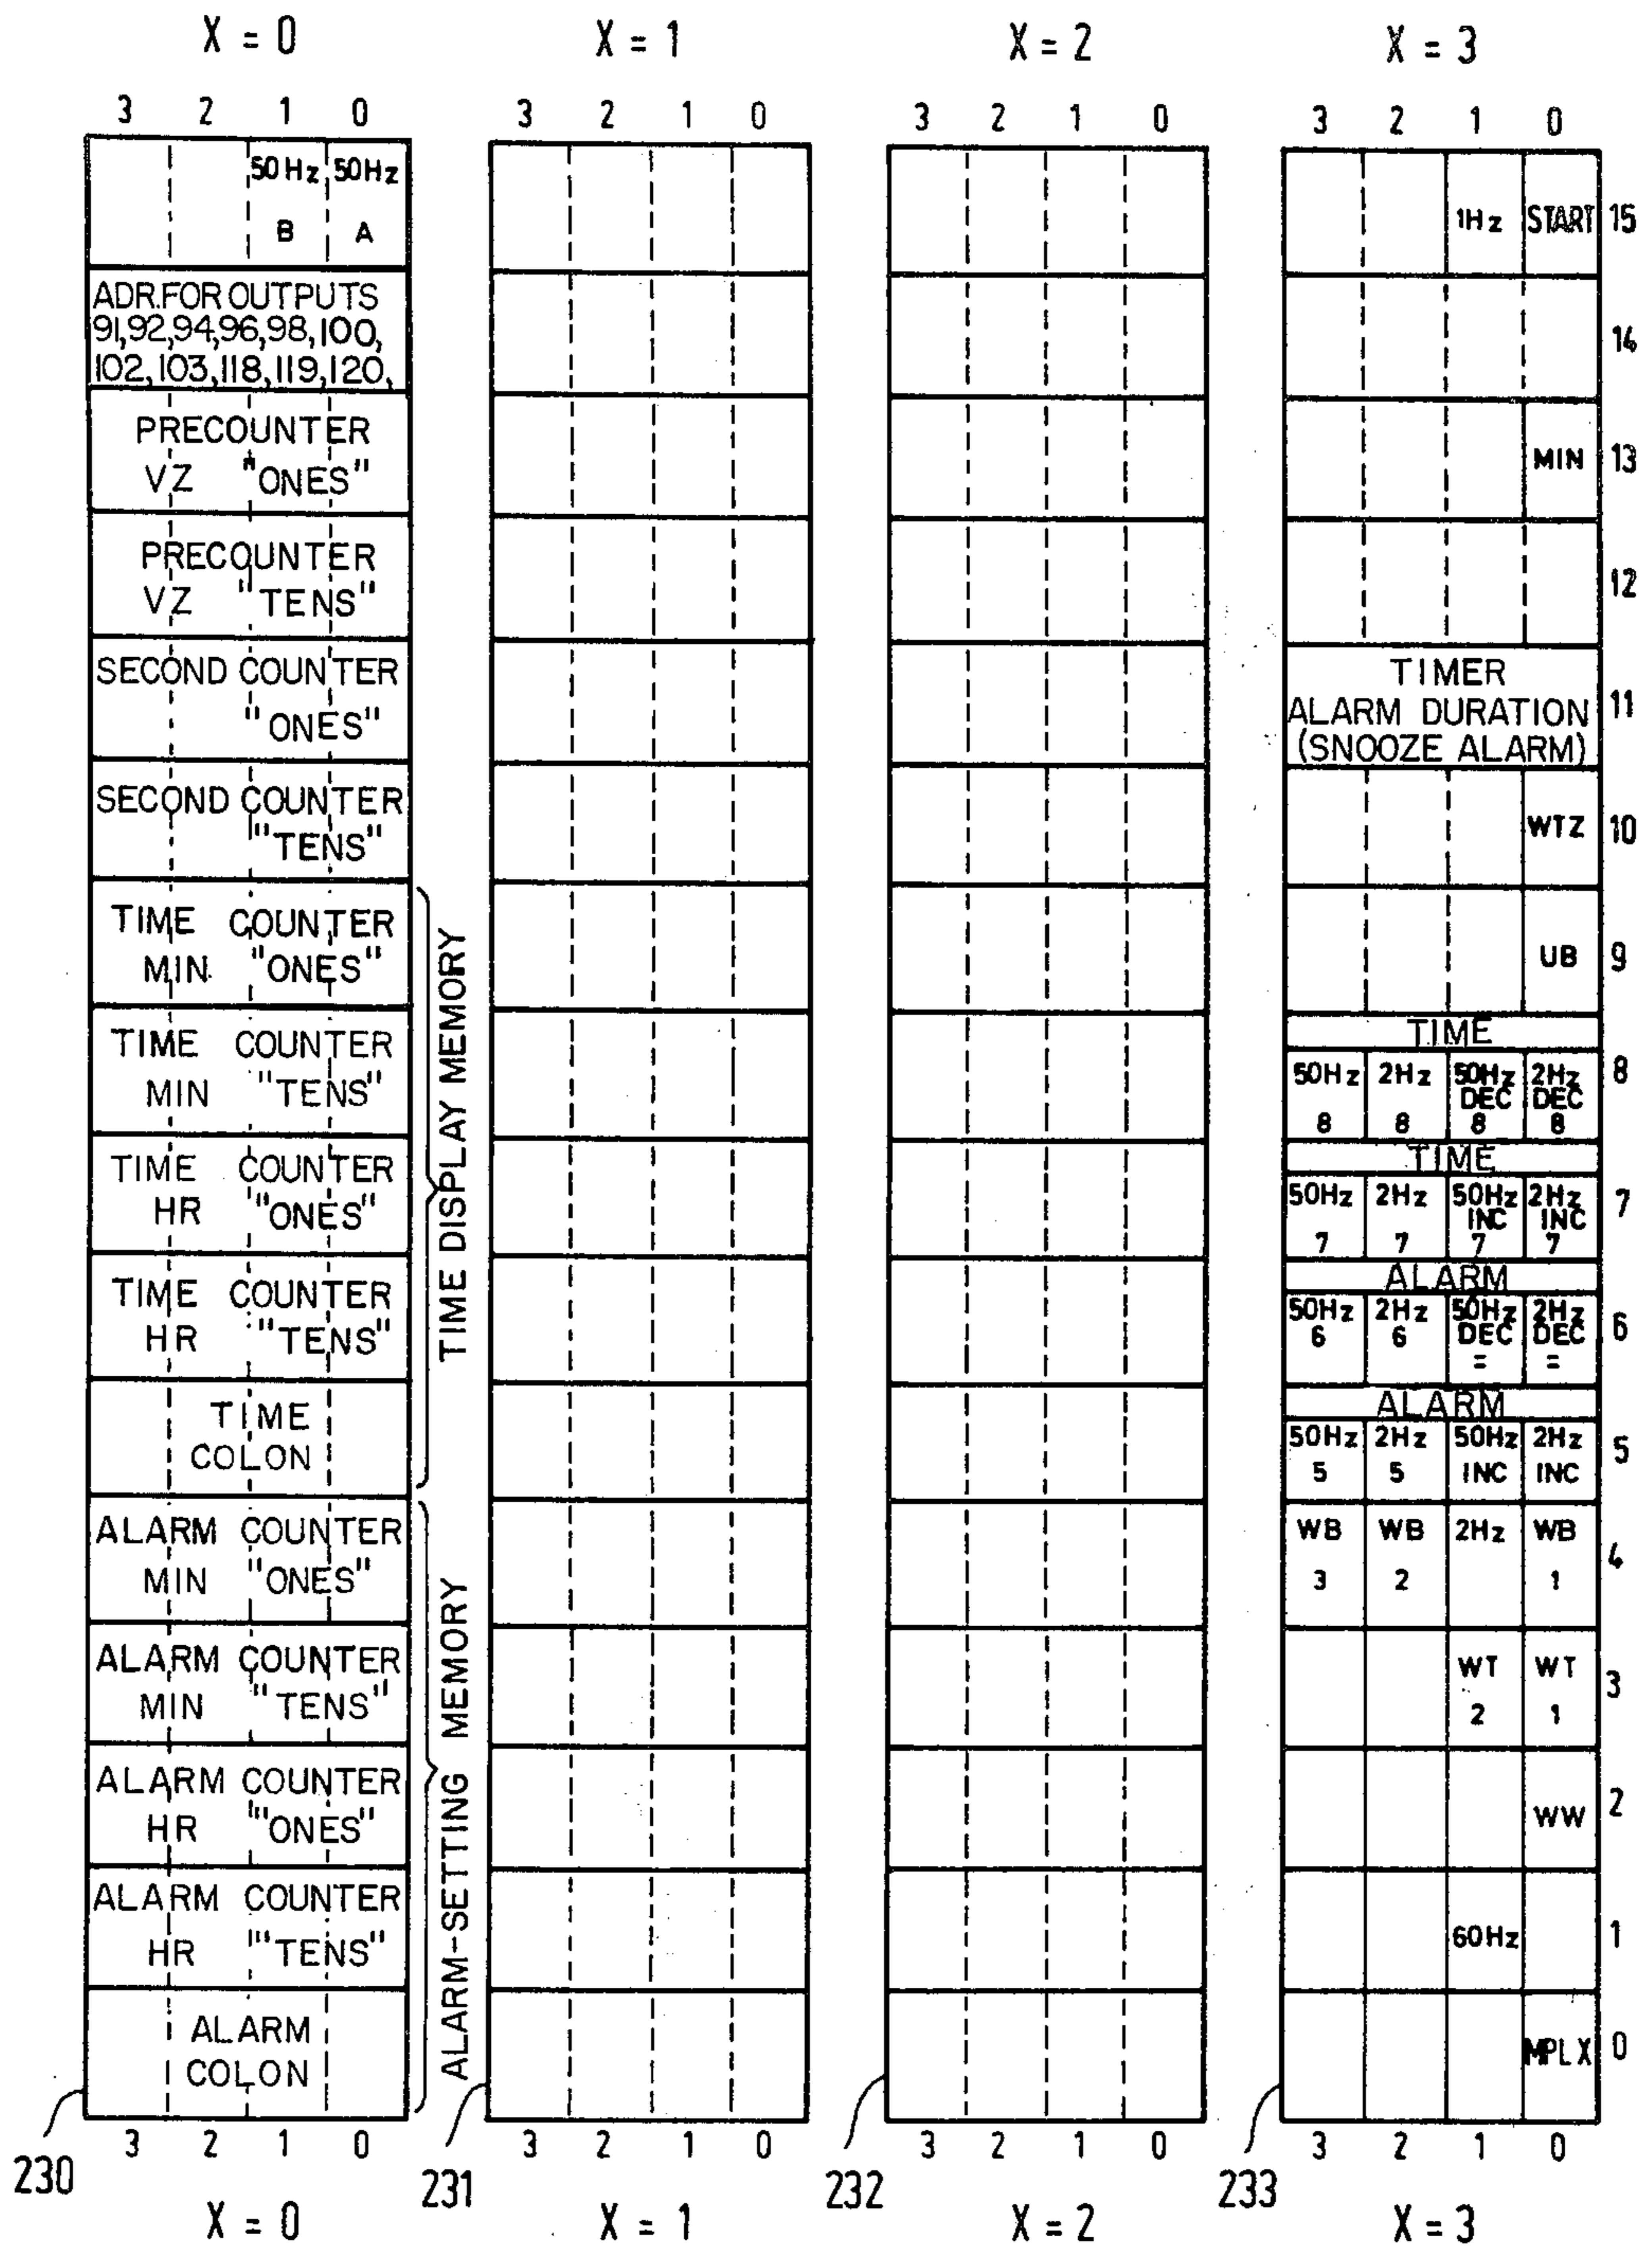 X = 0
X = 1
X = 2
X = 3
3 2 1 0
3 2 1 0
3 2 1 0
3 2 1 0
50Hz 50Hz
B A
ADR. FOR OUTPUTS
91,92,94,96,98,100,
102,103,118,119,120,
PRECOUNTER
VZ "ONES"
PRECOUNTER
VZ "TENS"
SECOND COUNTER
"ONES"
SECOND COUNTER
"TENS"
TIME COUNTER
MIN. "ONES"
TIME COUNTER
MIN "TENS"
TIME COUNTER
HR "ONES"
TIME COUNTER
HR "TENS"
TIME
COLON
ALARM COUNTER
MIN "ONES"
ALARM COUNTER
MIN "TENS"
ALARM COUNTER
HR "ONES"
ALARM COUNTER
HR "TENS"
ALARM
COLON
TIME DISPLAY MEMORY
ALARM-SETTING MEMORY
1Hz START 15
14
MIN 13
12
TIMER
ALARM DURATION 11
(SNOOZE ALARM)
WTZ 10
UB 9
TIME
50Hz 2Hz 50Hz 2Hz 8
DEC DEC
8 8 8 8
TIME
50Hz 2Hz 50Hz 2Hz 7
INC INC
7 7 7 7
ALARM
50Hz 2Hz 50Hz 2Hz 6
6 6 DEC DEC
= =
ALARM
50Hz 2Hz 50Hz 2Hz 5
5 5 INC INC
WB WB 2Hz WB 4
3 2 1
WT WT 3
2 1
WW 2
60Hz 1
MPLX 0
3 2 1 0
3 2 1 0
3 2 1 0
3 2 1 0
230
231
232
233
X = 0
X = 1
X = 2
X = 3